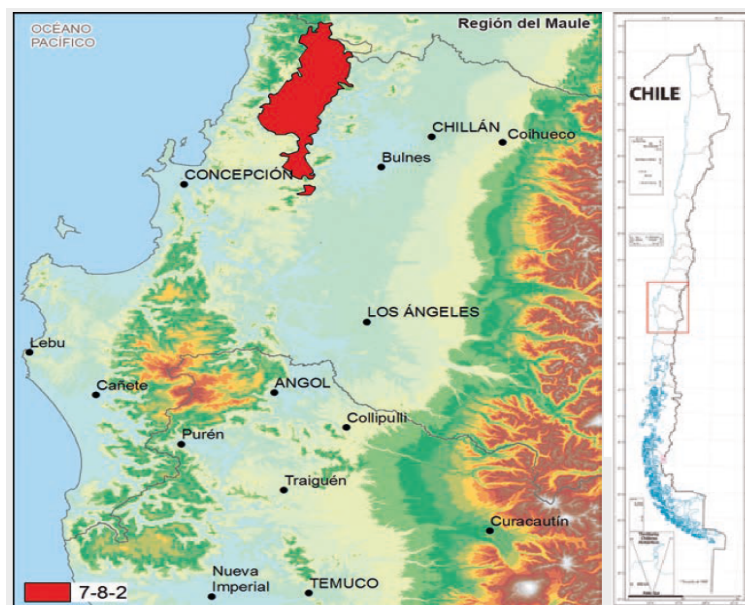 OCÉANO
PACÍFICO
Región del Maule
CHILLÁN
Coihueco
Bulnes
CONCEPCIÓN
LOS ÁNGELES
Lebu
Cañete
ANGOL
Collipulli
Purén
Traiguén
Curacautín
Nueva
Imperial
TEMUCO
7-8-2
CHILE